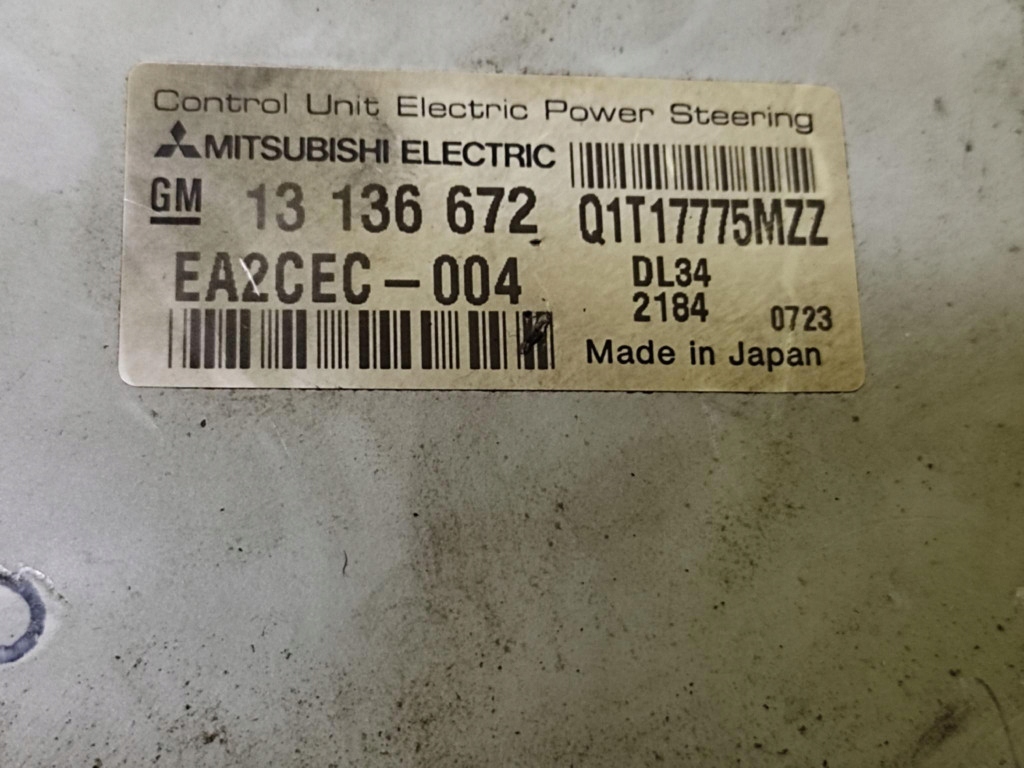 Control Unit Electric Power Steering
MITSUBISHI ELECTRIC
GM 13 136 672 Q1T17775MZZ
EA2CEC-004 DL34
2184 0723
Made in Japan